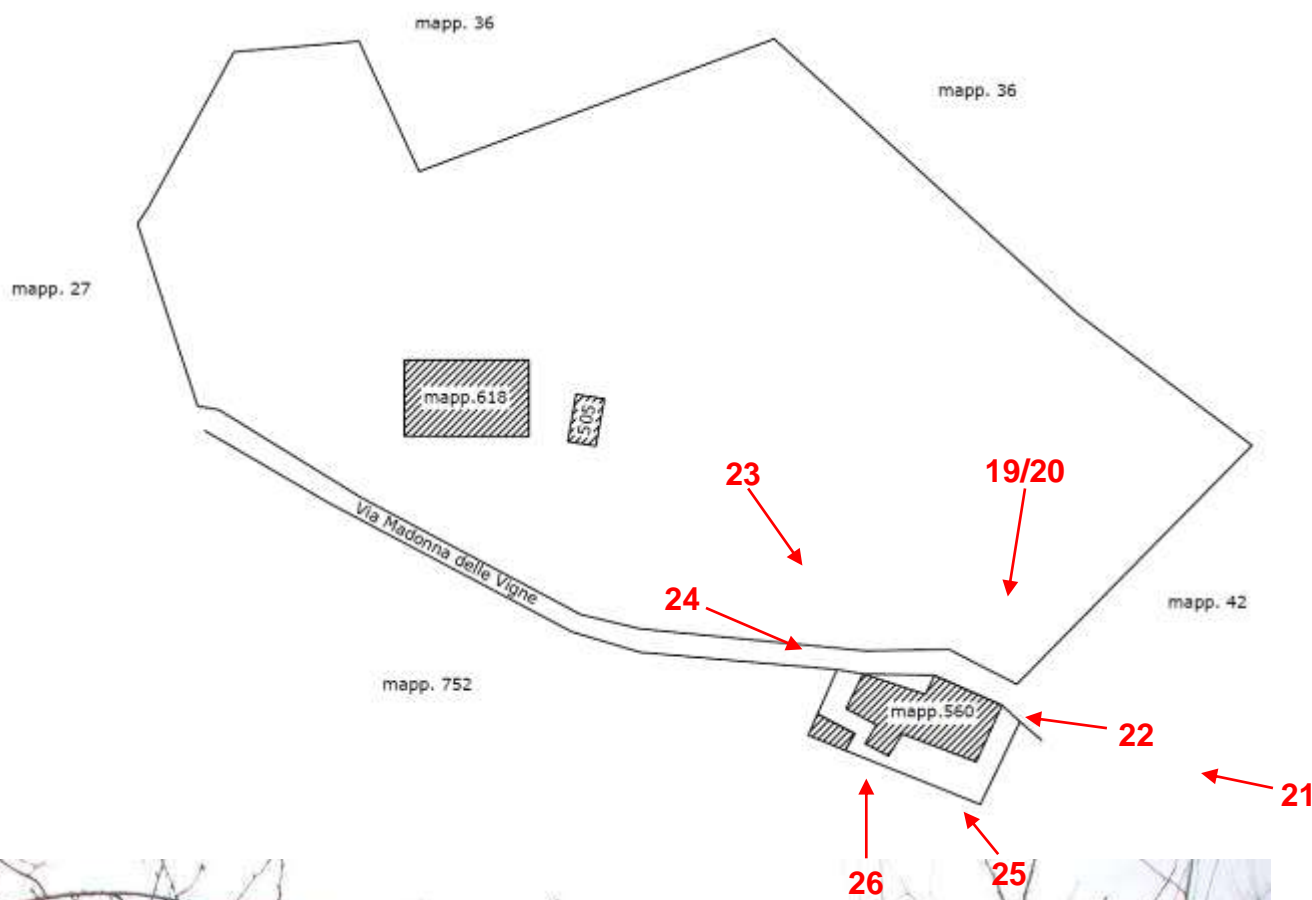 mapp. 36
mapp. 36
mapp. 27
mapp.618
505
23
19/20
Via Madonna delle Vigne
24
mapp. 42
mapp. 752
mapp.560
22
21
26
25